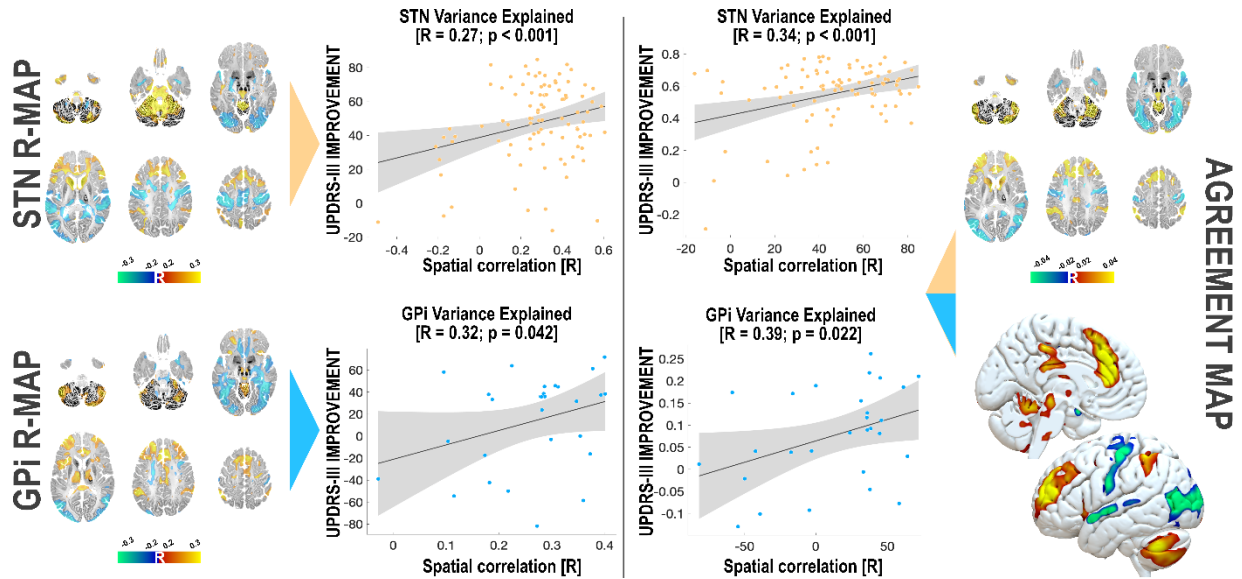 STN R-MAP
-0.3 -0.2 0.2 0.3
R
STN Variance Explained
[R = 0.27; p < 0.001]
UPDRS-III IMPROVEMENT
80
60
40
20
0
-20
-0.4 -0.2 0 0.2 0.4 0.6
Spatial correlation [R]
STN Variance Explained
[R = 0.34; p < 0.001]
UPDRS-III IMPROVEMENT
0.8
0.6
0.4
0.2
0
-0.2
-20 0 20 40 60 80
Spatial correlation [R]
AGREEMENT MAP
-0.04 -0.02 0.02 0.04
R
GPi R-MAP
-0.3 -0.2 0.2 0.3
R
GPi Variance Explained
[R = 0.32; p = 0.042]
UPDRS-III IMPROVEMENT
60
40
20
0
-20
-40
-60
-80
0 0.1 0.2 0.3 0.4
Spatial correlation [R]
GPi Variance Explained
[R = 0.39; p = 0.022]
UPDRS-III IMPROVEMENT
0.25
0.2
0.15
0.1
0.05
0
-0.05
-0.1
-50 0 50
Spatial correlation [R]